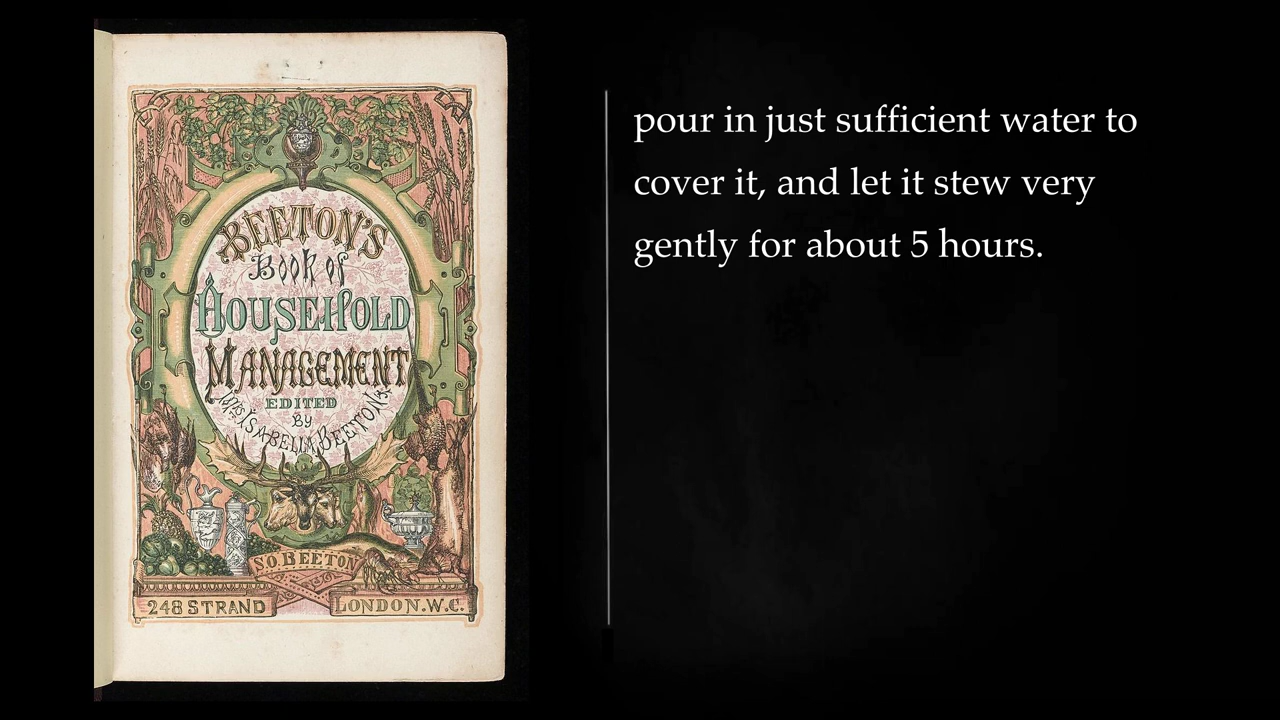 BEETON'S
Book of
HOUSEHOLD
MANAGEMENT
EDITED
BY
MRS ISABELLA BEETON
S.O. BEETON
248 STRAND
LONDON.W.C.
pour in just sufficient water to
cover it, and let it stew very
gently for about 5 hours.